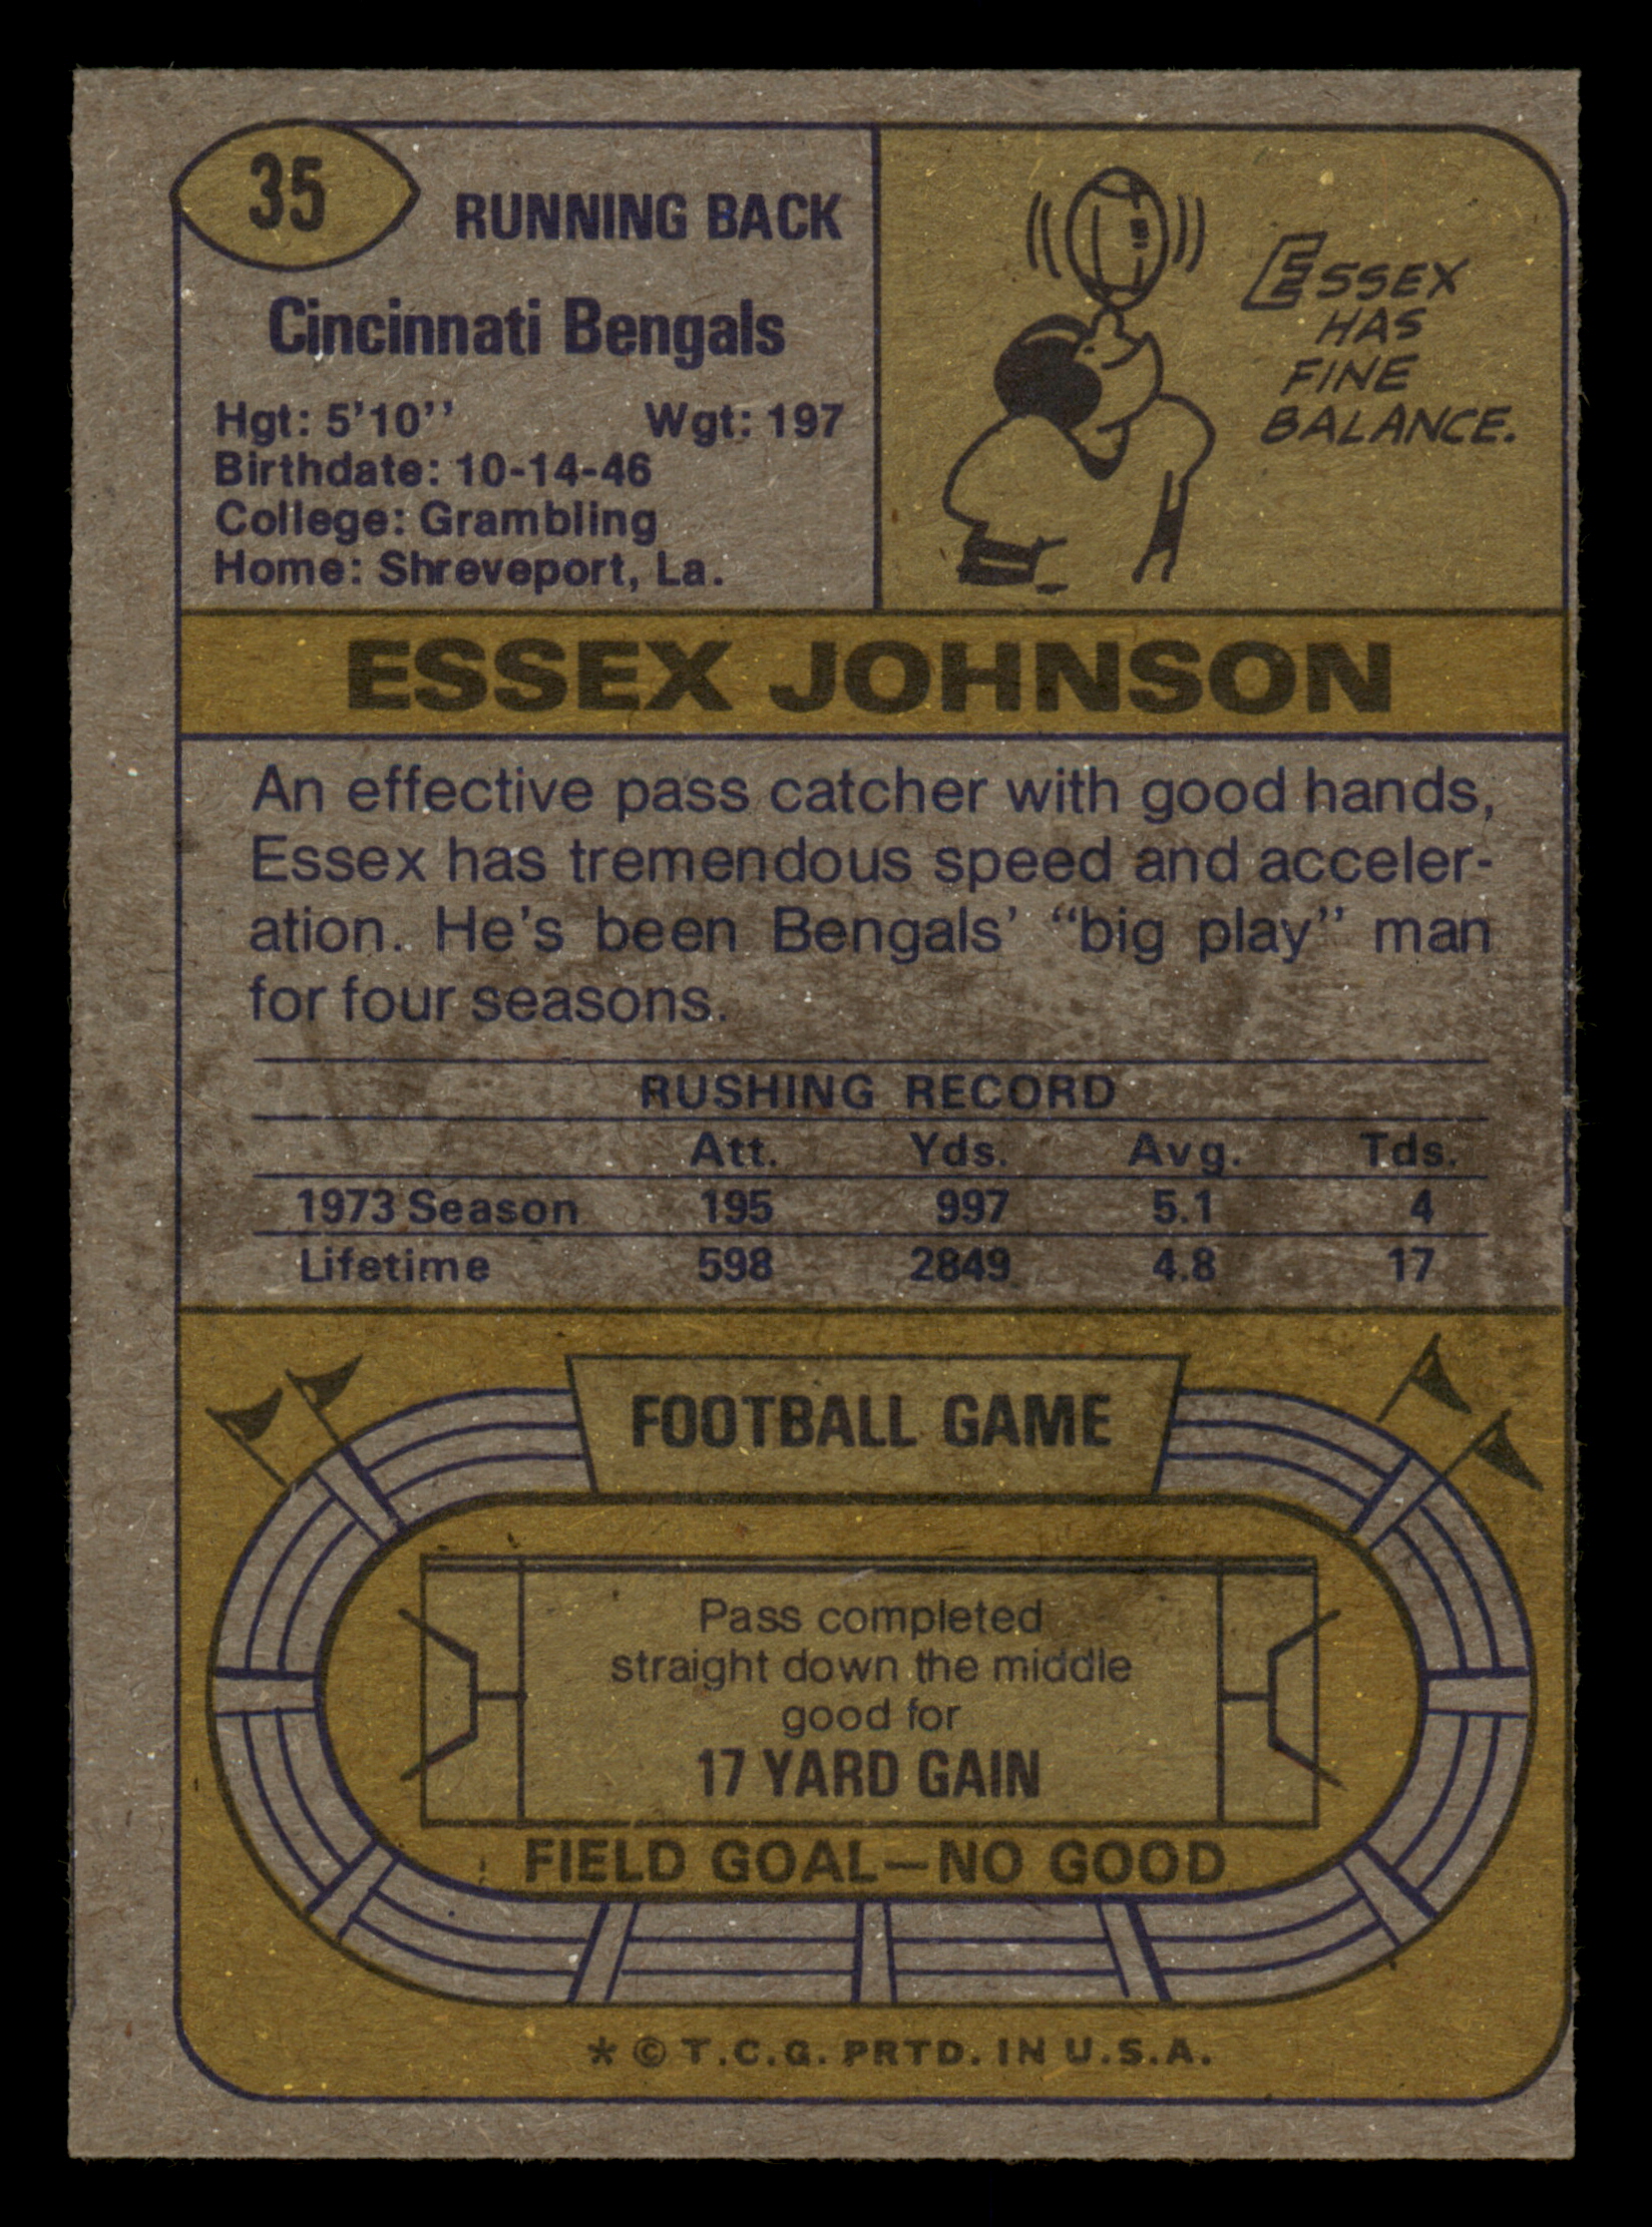 35
RUNNING BACK
Cincinnati Bengals
Hgt: 5'10'' Wgt: 197
Birthdate: 10-14-46
College: Grambling
Home: Shreveport, La.
ESSEX
HAS
FINE
BALANCE.
ESSEX JOHNSON
An effective pass catcher with good hands,
Essex has tremendous speed and acceler-
ation. He's been Bengals' “big play” man
for four seasons.
RUSHING RECORD
Att. Yds. Avg. Tds.
1973 Season 195 997 5.1 4
Lifetime 598 2849 4.8 17
FOOTBALL GAME
Pass completed
straight down the middle
good for
17 YARD GAIN
FIELD GOAL—NO GOOD
* © T.C.G. PRTD. IN U.S.A.